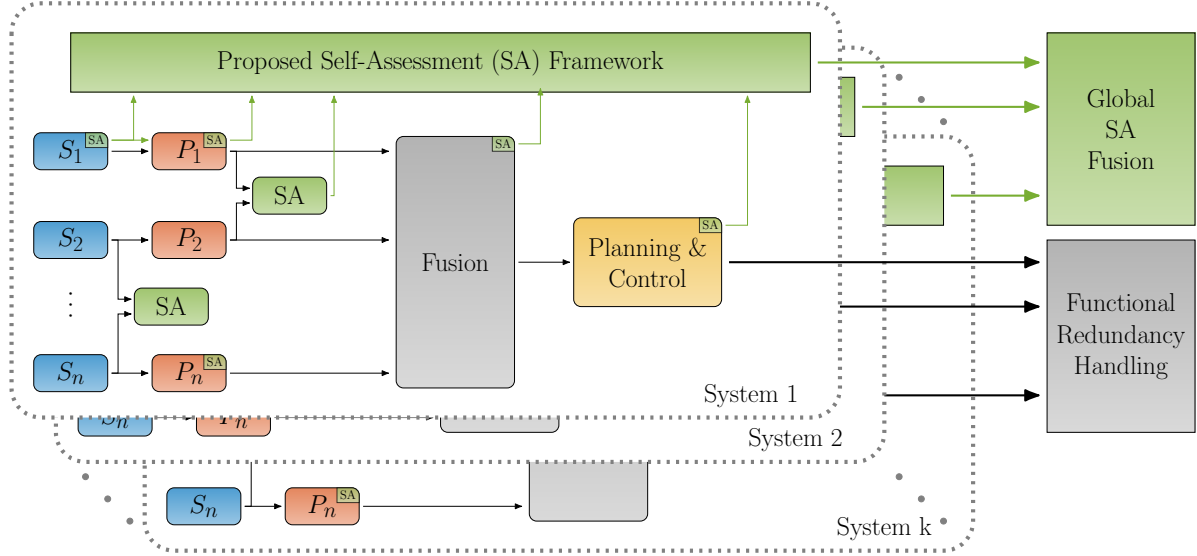 Proposed Self-Assessment (SA) Framework
Global
SA
Fusion
S₁ SA
P₁ SA
SA
SA
S₂
P₂
Fusion
Planning &
Control
SA
⋮
SA
Functional
Redundancy
Handling
Sₙ
Pₙ SA
System 1
Sₙ
Pₙ
System 2
Sₙ
Pₙ SA
System k